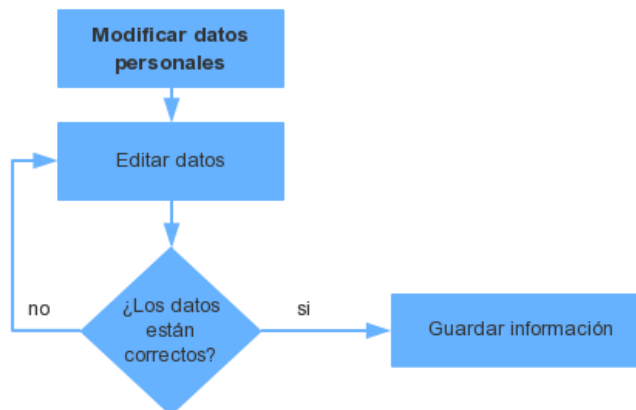 Modificar datos
personales
Editar datos
¿Los datos
están
correctos?
no
si
Guardar información